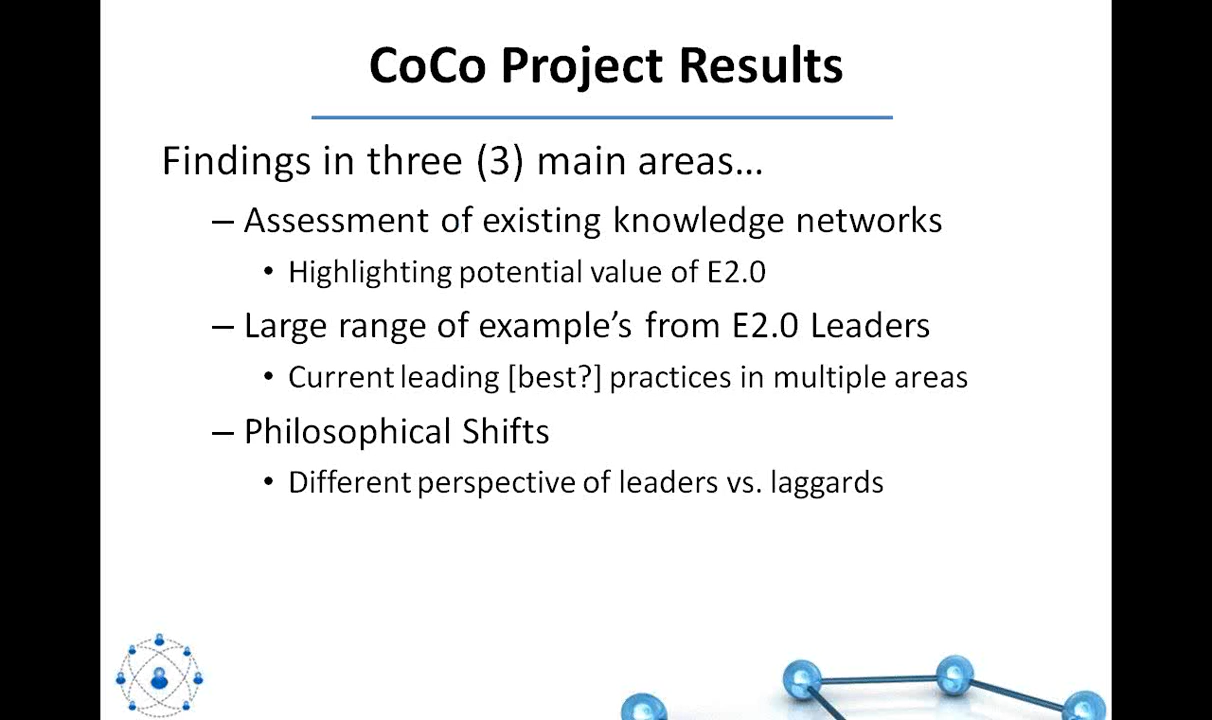 CoCo Project Results
Findings in three (3) main areas...
– Assessment of existing knowledge networks
• Highlighting potential value of E2.0
– Large range of example's from E2.0 Leaders
• Current leading [best?] practices in multiple areas
– Philosophical Shifts
• Different perspective of leaders vs. laggards